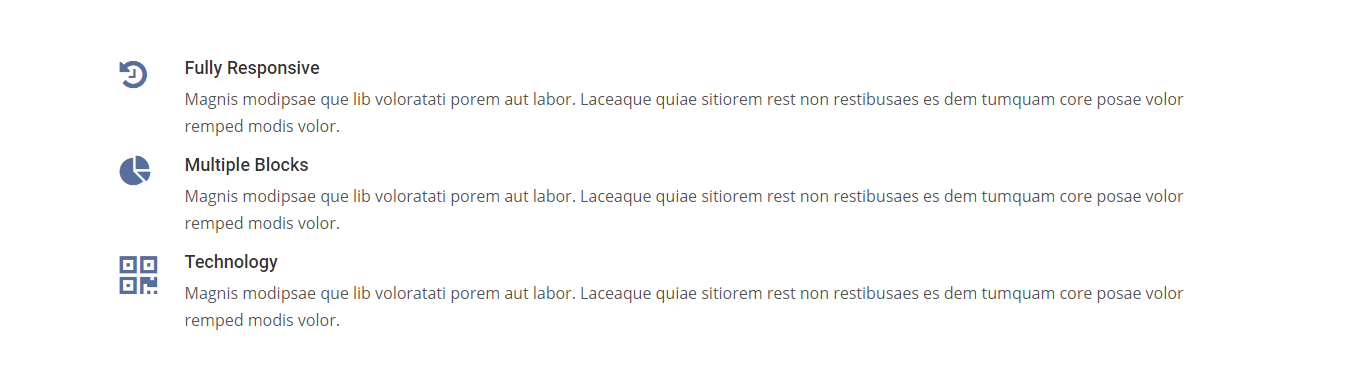 Fully Responsive
Magnis modipsae que lib voloratati porem aut labor. Laceaque quiae sitiorem rest non restibusaes es dem tumquam core posae volor
remped modis volor.
Multiple Blocks
Magnis modipsae que lib voloratati porem aut labor. Laceaque quiae sitiorem rest non restibusaes es dem tumquam core posae volor
remped modis volor.
Technology
Magnis modipsae que lib voloratati porem aut labor. Laceaque quiae sitiorem rest non restibusaes es dem tumquam core posae volor
remped modis volor.